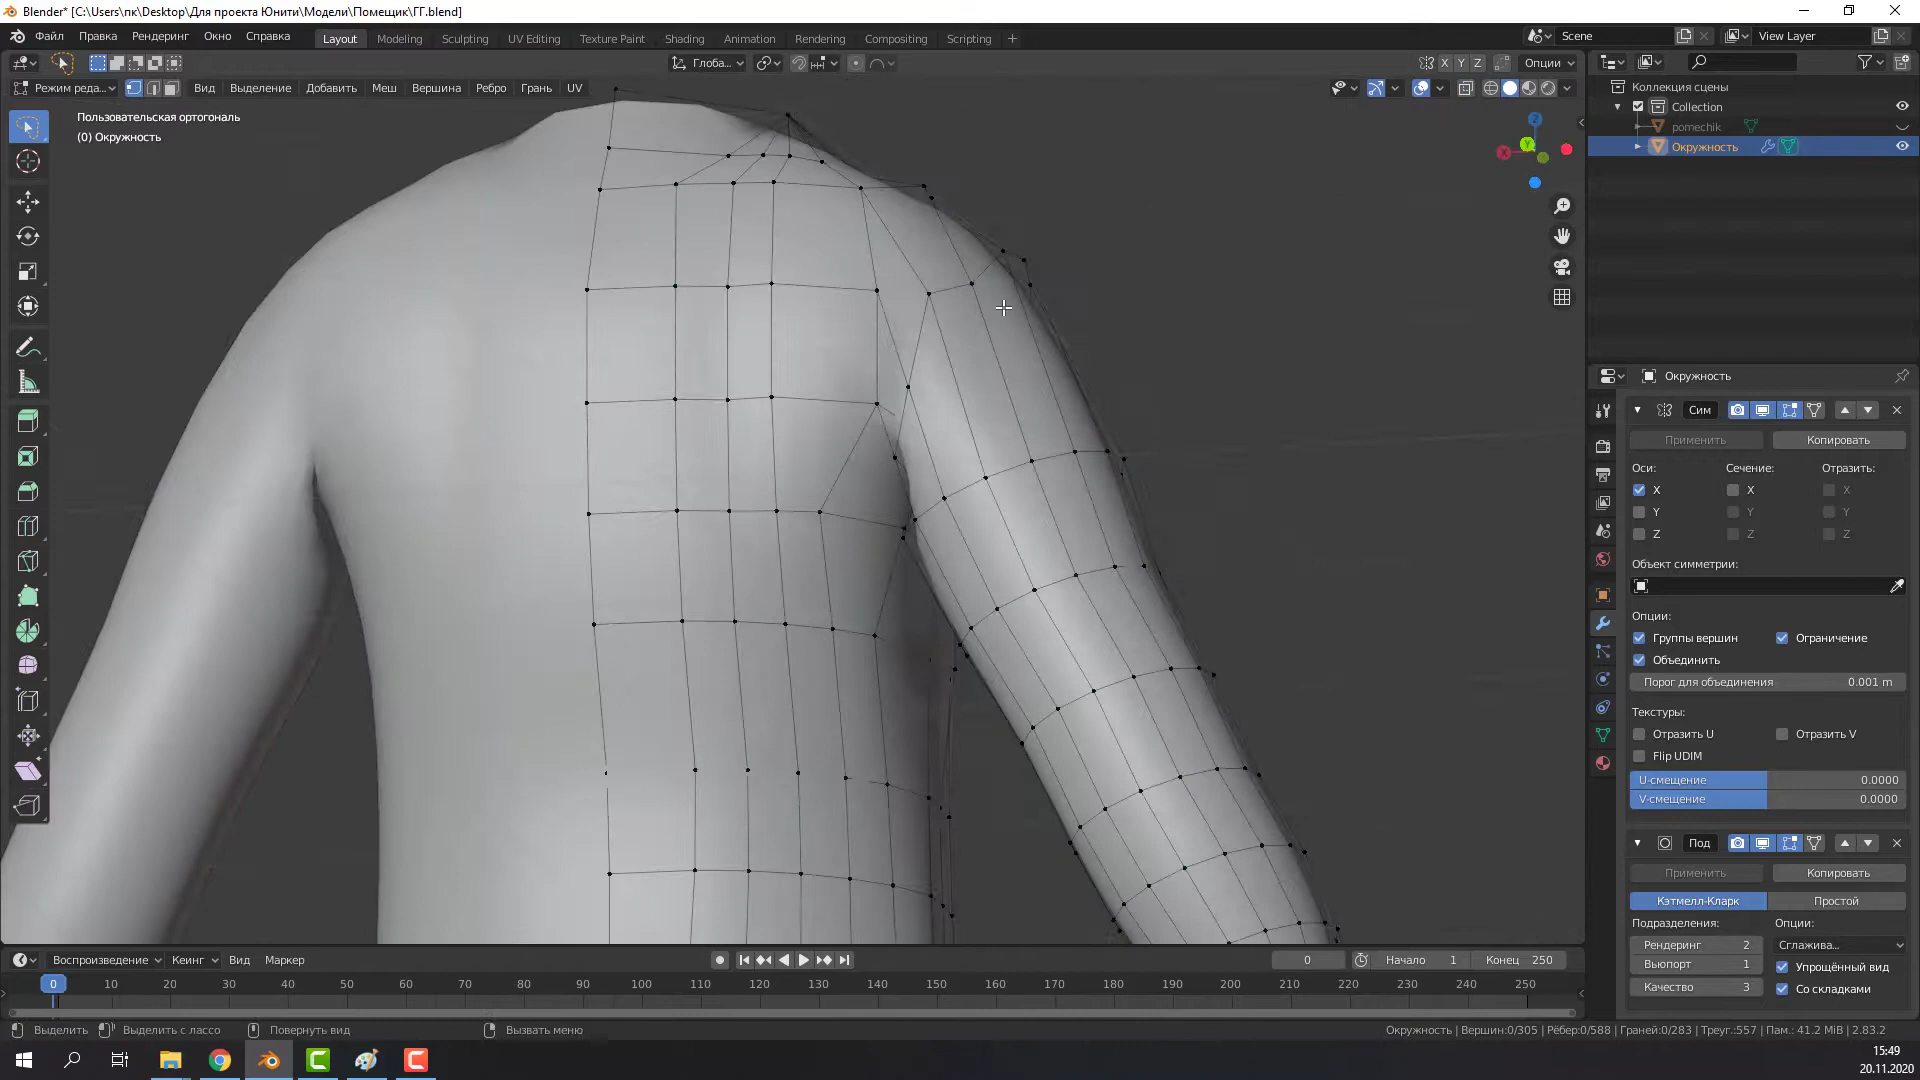 Blender* [C:\Users\пк\Desktop\Для проекта Юнити\Модели\Помещик\ГГ.blend]
Файл Правка Рендеринг Окно Справка Layout Modeling Sculpting UV Editing Texture Paint Shading Animation Rendering Compositing Scripting + Scene View Layer
Глоба... X Y Z Опции
Режим реда... Вид Выделение Добавить Меш Вершина Ребро Грань UV
Пользовательская ортогональ
(0) Окружность
Z
Y
X
Коллекция сцены
Collection
pomechik
Окружность
Окружность
Сим
Применить Копировать
Оси: Сечение: Отразить:
X X X
Y Y Y
Z Z Z
Объект симметрии:
Опции:
Группы вершин Ограничение
Объединить
Порог для объединения 0.001 m
Текстуры:
Отразить U Отразить V
Flip UDIM
U-смещение 0.0000
V-смещение 0.0000
Под
Применить Копировать
Кэтмелл-Кларк Простой
Подразделения: Опции:
Рендеринг 2 Сглажива...
Вьюпорт 1 Упрощённый вид
Качество 3 Со складками
Воспроизведение Кеинг Вид Маркер 0 Начало 1 Конец 250
0 10 20 30 40 50 60 70 80 90 100 110 120 130 140 150 160 170 180 190 200 210 220 230 240 250
Выделить Выделить с лассо Повернуть вид Вызвать меню Окружность | Вершин:0/305 | Рёбер:0/588 | Граней:0/283 | Треуг.:557 | Пам.: 41.2 MiB | 2.83.2
15:49
20.11.2020